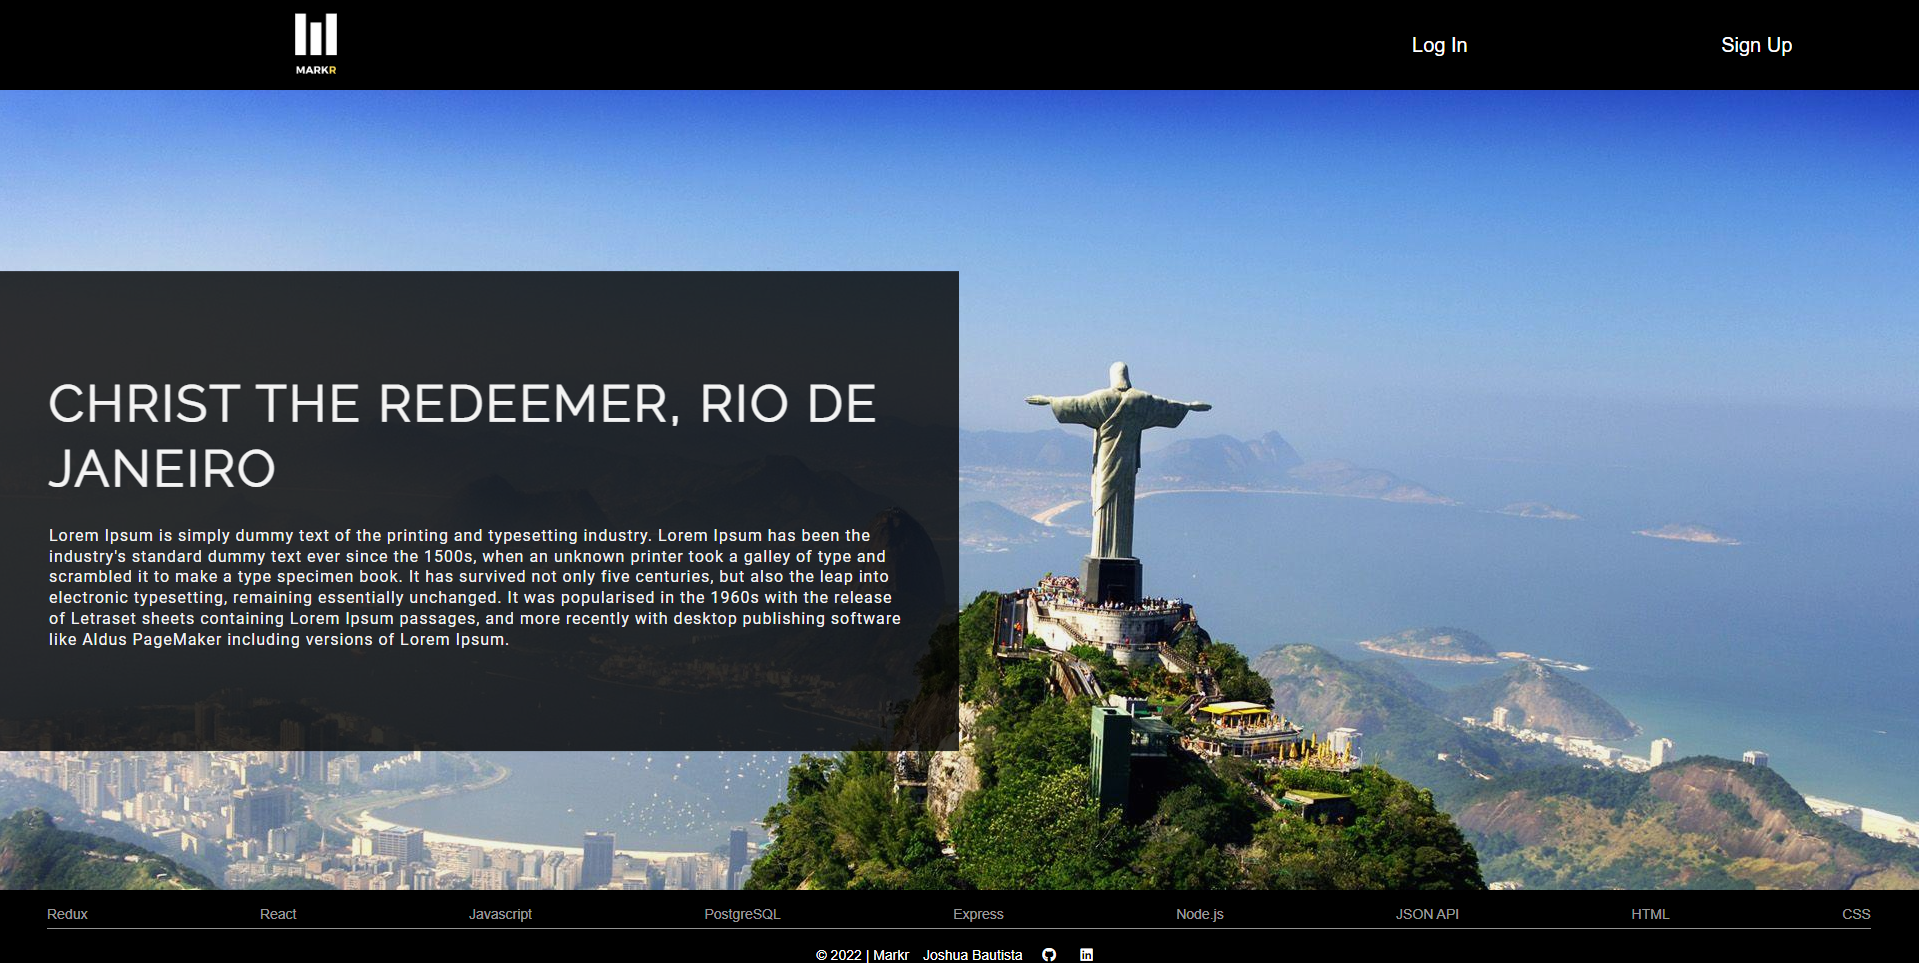 MARKR
Log In
Sign Up
CHRIST THE REDEEMER, RIO DE
JANEIRO
Lorem Ipsum is simply dummy text of the printing and typesetting industry. Lorem Ipsum has been the
industry's standard dummy text ever since the 1500s, when an unknown printer took a galley of type and
scrambled it to make a type specimen book. It has survived not only five centuries, but also the leap into
electronic typesetting, remaining essentially unchanged. It was popularised in the 1960s with the release
of Letraset sheets containing Lorem Ipsum passages, and more recently with desktop publishing software
like Aldus PageMaker including versions of Lorem Ipsum.
Redux
React
Javascript
PostgreSQL
Express
Node.js
JSON API
HTML
CSS
© 2022 | Markr Joshua Bautista